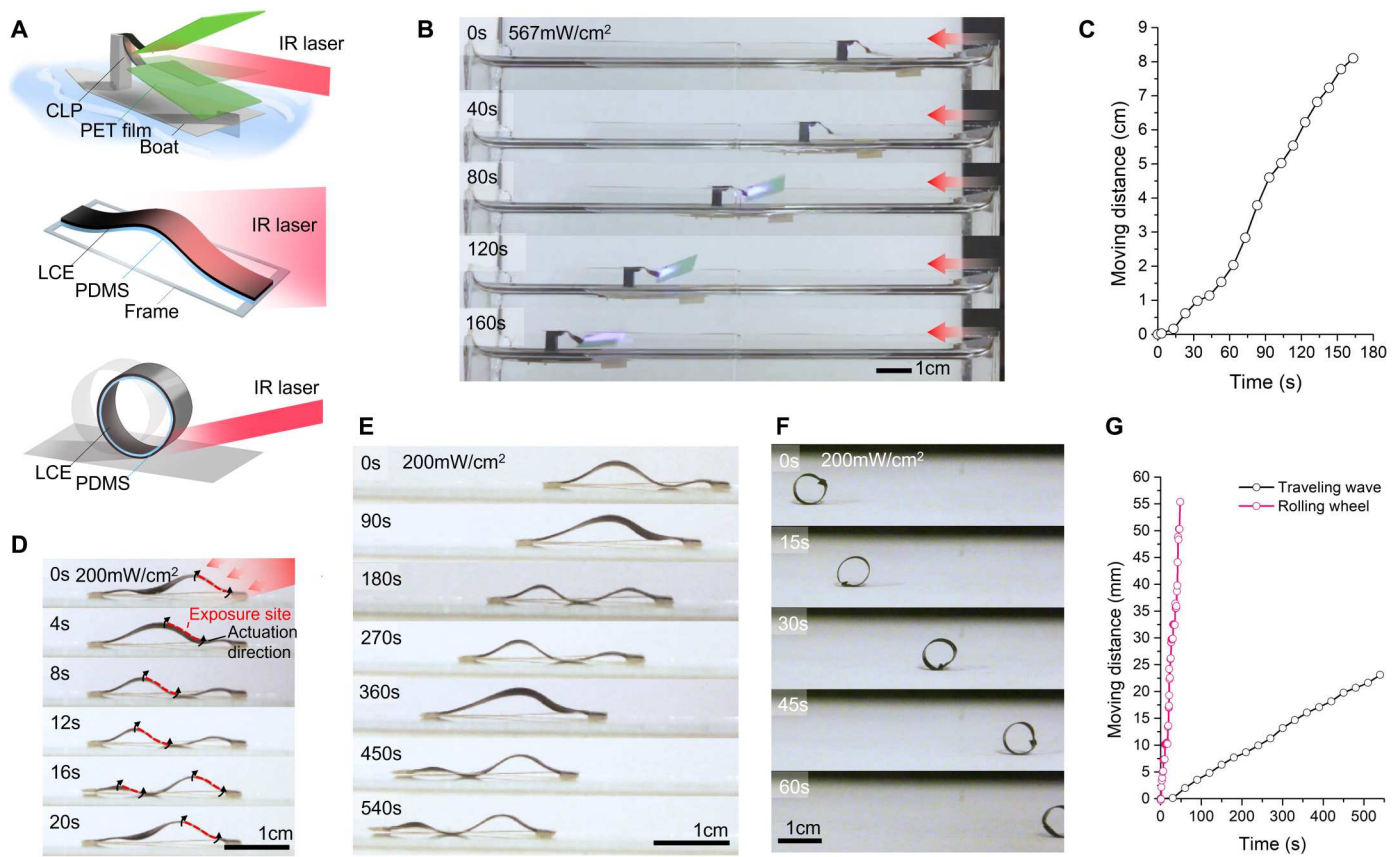 A
IR laser
CLP
PET film
Boat
IR laser
LCE
PDMS
Frame
IR laser
LCE
PDMS
B
0s 567mW/cm²
40s
80s
120s
160s
1cm
C
Moving distance (cm)
9
8
7
6
5
4
3
2
1
0
0 30 60 90 120 150 180
Time (s)
D
0s 200mW/cm²
Exposure site
4s
Actuation
direction
8s
12s
16s
20s
1cm
E
0s 200mW/cm²
90s
180s
270s
360s
450s
540s
1cm
F
0s 200mW/cm²
15s
30s
45s
60s
1cm
G
Traveling wave
Rolling wheel
Moving distance (mm)
60
55
50
45
40
35
30
25
20
15
10
5
0
0 100 200 300 400 500
Time (s)